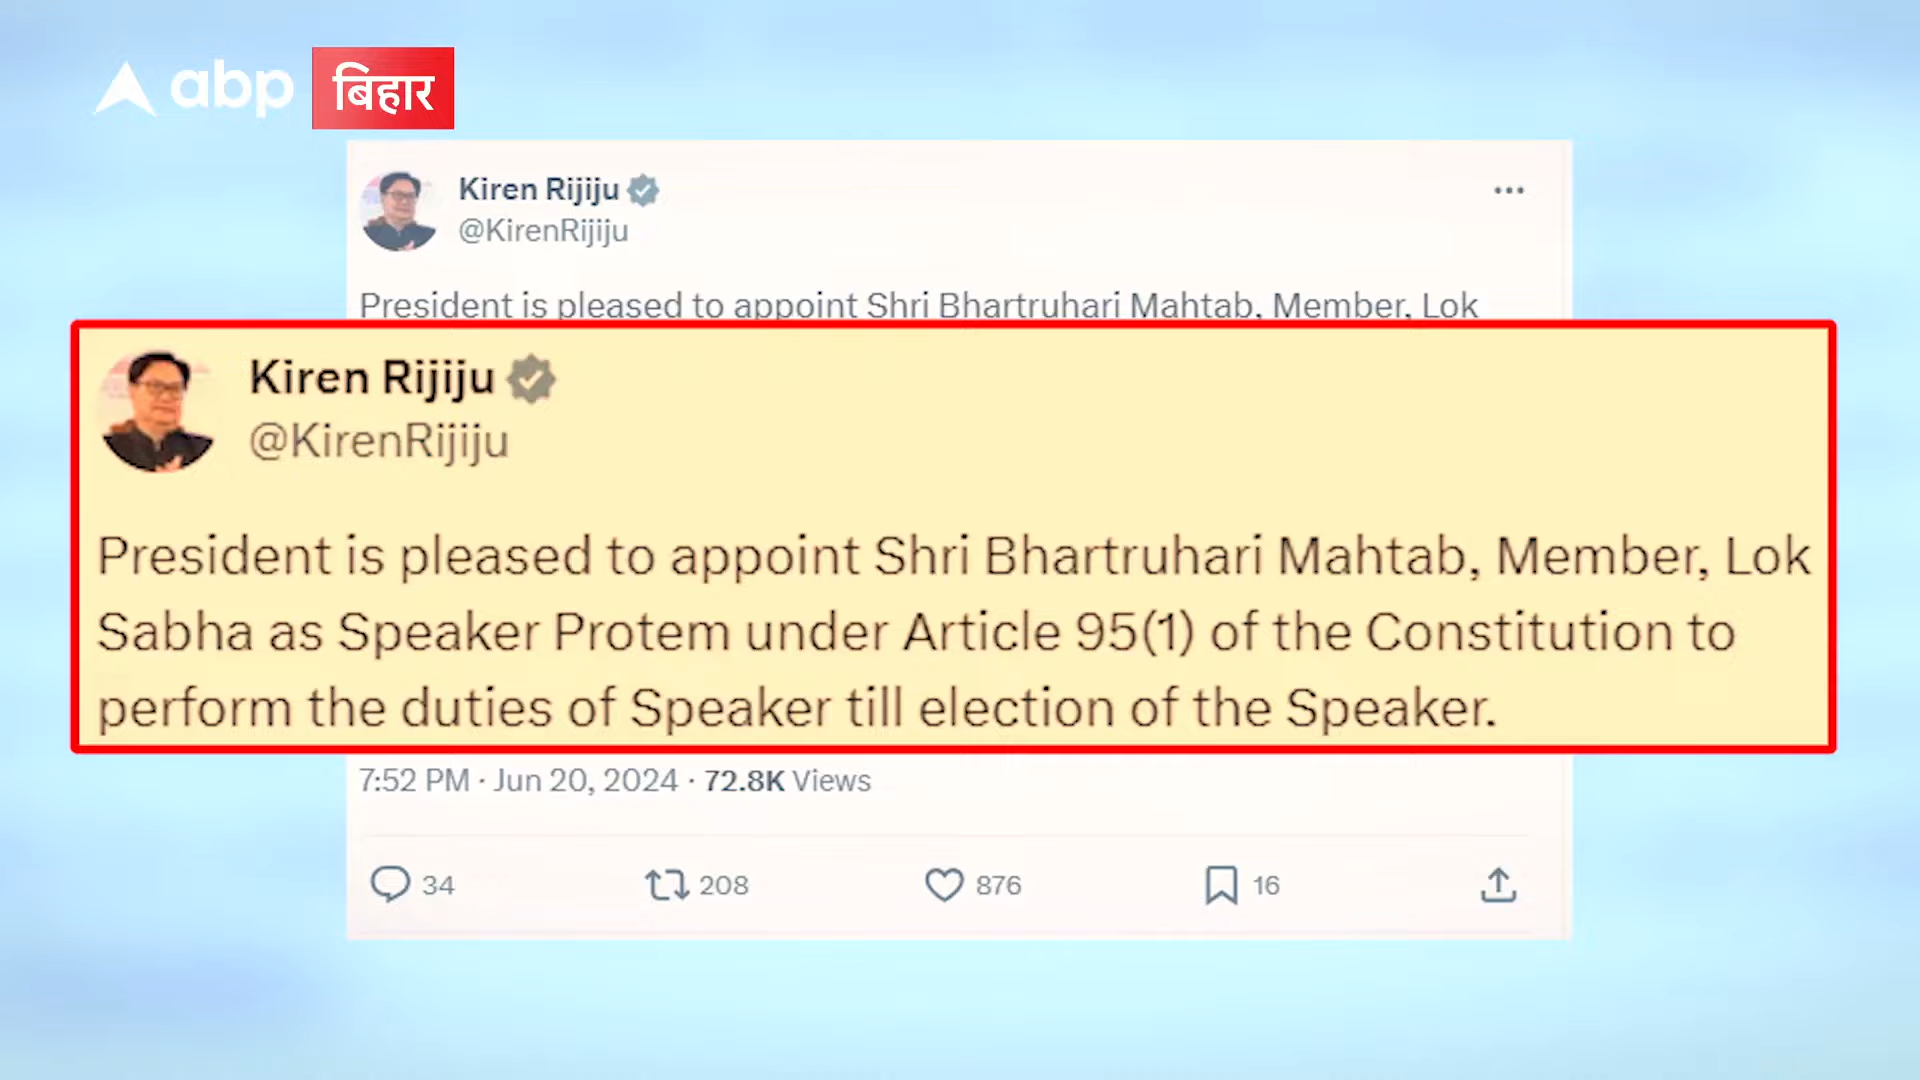 abp बिहार
Kiren Rijiju
@KirenRijiju
President is pleased to appoint Shri Bhartruhari Mahtab, Member, Lok
Kiren Rijiju
@KirenRijiju
President is pleased to appoint Shri Bhartruhari Mahtab, Member, Lok
Sabha as Speaker Protem under Article 95(1) of the Constitution to
perform the duties of Speaker till election of the Speaker.
7:52 PM · Jun 20, 2024 · 72.8K Views
34 208 876 16